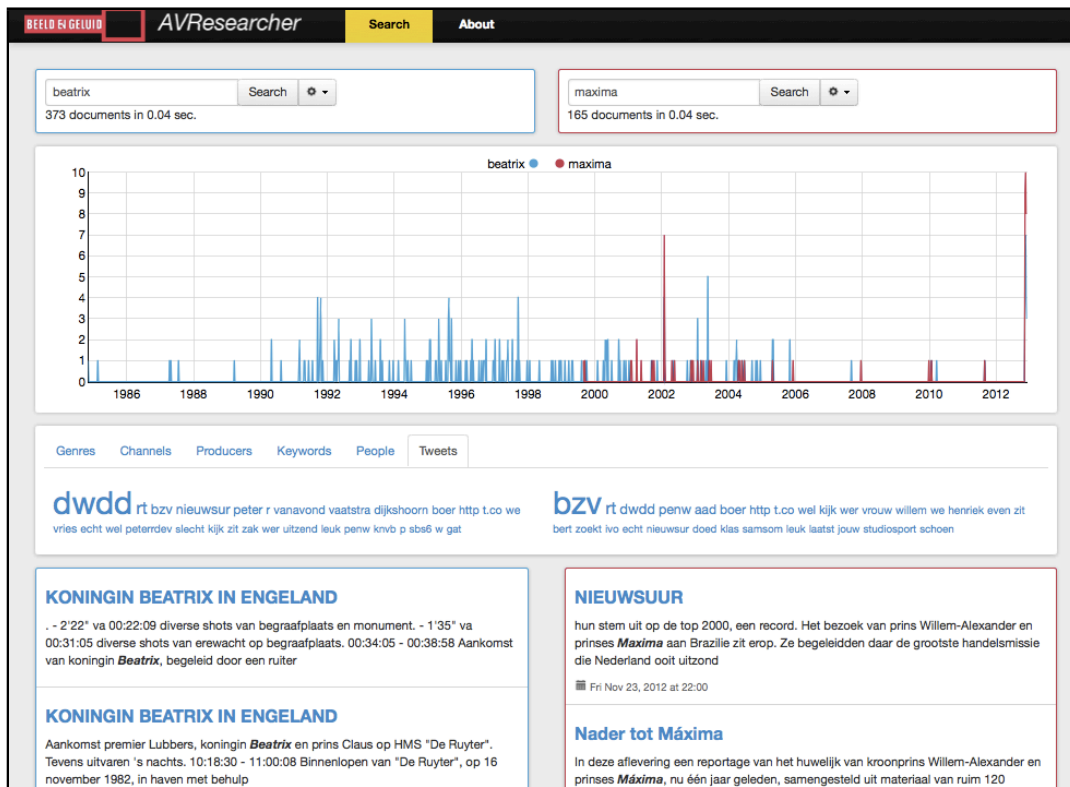 BEELD EN GELUID AVResearcher Search About
beatrix Search
373 documents in 0.04 sec.
maxima Search
165 documents in 0.04 sec.
beatrix maxima
10
9
8
7
6
5
4
3
2
1
0
1986 1988 1990 1992 1994 1996 1998 2000 2002 2004 2006 2008 2010 2012
Genres Channels Producers Keywords People Tweets
dwdd rt bzv nieuwsur peter r vanavond vaatstra dijkshoorn boer http t.co we
vries echt wel peterrdev slecht kijk zit zak wer uitzend leuk penw knvb p sbs6 w gat
bzv rt dwdd penw aad boer http t.co wel kijk wer vrouw willem we henriek even zit
bert zoekt ivo echt nieuwsur doed klas samsom leuk laatst jouw studiosport schoen
KONINGIN BEATRIX IN ENGELAND
. - 2'22" va 00:22:09 diverse shots van begraafplaats en monument. - 1'35" va
00:31:05 diverse shots van erewacht op begraafplaats. 00:34:05 - 00:38:58 Aankomst
van koningin Beatrix, begeleid door een ruiter
KONINGIN BEATRIX IN ENGELAND
Aankomst premier Lubbers, koningin Beatrix en prins Claus op HMS "De Ruyter".
Tevens uitvaren 's nachts. 10:18:30 - 11:00:08 Binnenlopen van "De Ruyter", op 16
november 1982, in haven met behulp
NIEUWSUUR
hun stem uit op de top 2000, een record. Het bezoek van prins Willem-Alexander en
prinses Maxima aan Brazilie zit erop. Ze begeleidden daar de grootste handelsmissie
die Nederland ooit uitzond
Fri Nov 23, 2012 at 22:00
Nader tot Máxima
In deze aflevering een reportage van het huwelijk van kroonprins Willem-Alexander en
prinses Máxima, nu één jaar geleden, samengesteld uit materiaal van ruim 120